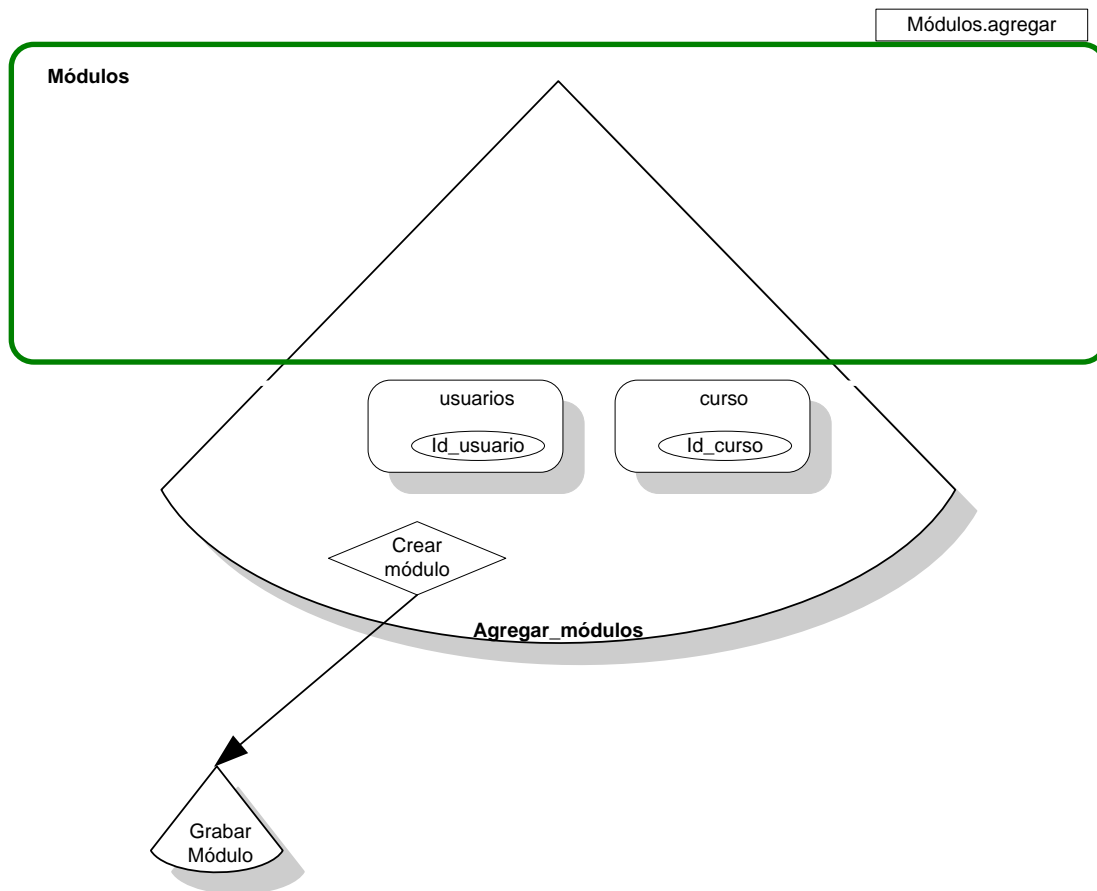 Módulos.agregar
Módulos
usuarios
curso
Id_usuario
Id_curso
Crear
módulo
Agregar_módulos
Grabar
Módulo